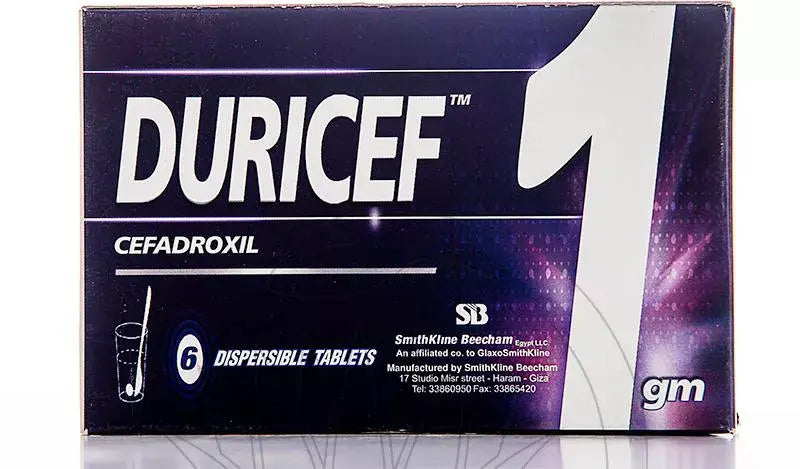 DURICEF™
1
gm
CEFADROXIL
6 DISPERSIBLE TABLETS
SB
SmithKline Beecham Egypt LLC.
An affiliated co. to GlaxoSmithKline
Manufactured by SmithKline Beecham
17 Studio Misr street - Haram - Giza
Tel: 33860950 Fax: 33865420